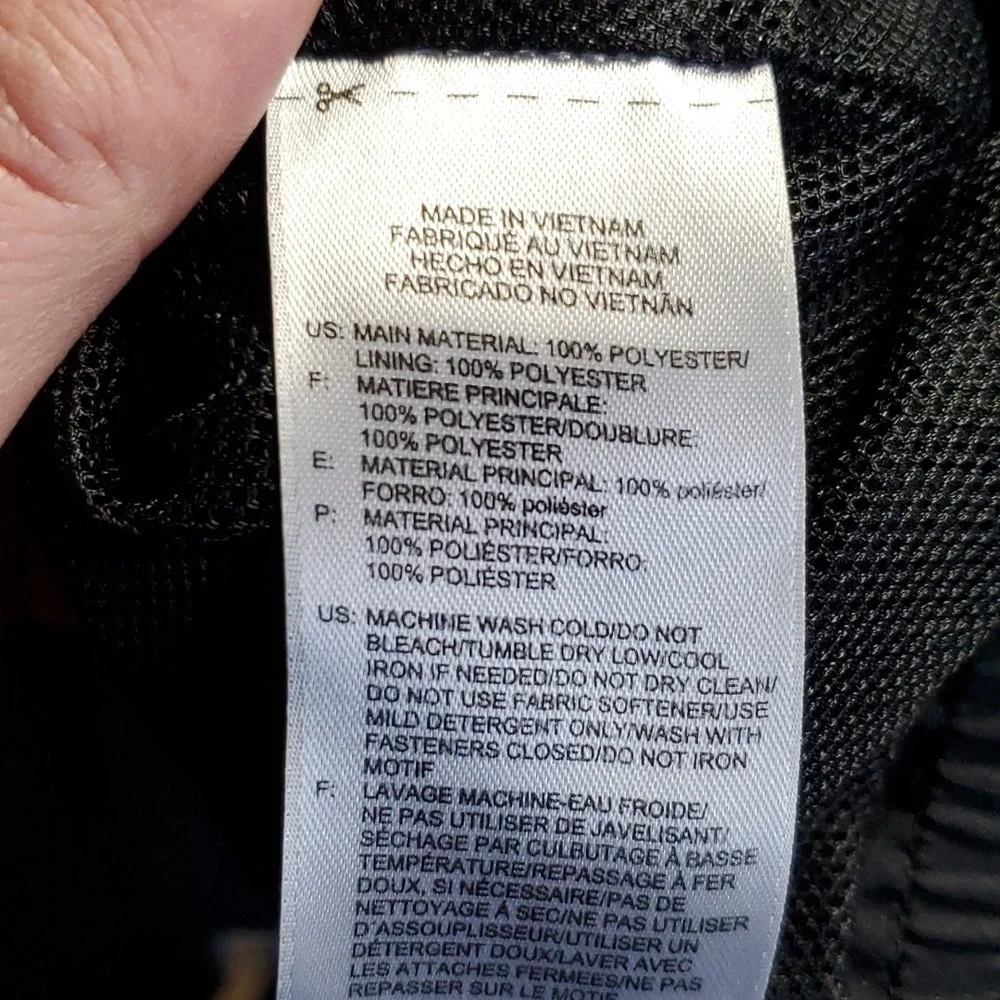 MADE IN VIETNAM
FABRIQUÉ AU VIETNAM
HECHO EN VIETNAM
FABRICADO NO VIETNÃN
US: MAIN MATERIAL: 100% POLYESTER/
LINING: 100% POLYESTER
F: MATIERE PRINCIPALE:
100% POLYESTER/DOUBLURE:
100% POLYESTER
E: MATERIAL PRINCIPAL: 100% poliéster/
FORRO: 100% poliéster
P: MATERIAL PRINCIPAL:
100% POLIÉSTER/FORRO:
100% POLIÉSTER
US: MACHINE WASH COLD/DO NOT
BLEACH/TUMBLE DRY LOW/COOL
IRON IF NEEDED/DO NOT DRY CLEAN/
DO NOT USE FABRIC SOFTENER/USE
MILD DETERGENT ONLY/WASH WITH
FASTENERS CLOSED/DO NOT IRON
MOTIF
F: LAVAGE MACHINE-EAU FROIDE/
NE PAS UTILISER DE JAVELISANT/
SÉCHAGE PAR CULBUTAGE À BASSE
TEMPÉRATURE/REPASSAGE À FER
DOUX, SI NÉCESSAIRE/PAS DE
NETTOYAGE À SEC/NE PAS UTILISER
D'ASSOUPLISSEUR/UTILISER UN
DÉTERGENT DOUX/LAVER AVEC
LES ATTACHES FERMEES/NE PAS
REPASSER SUR LE MOTIF